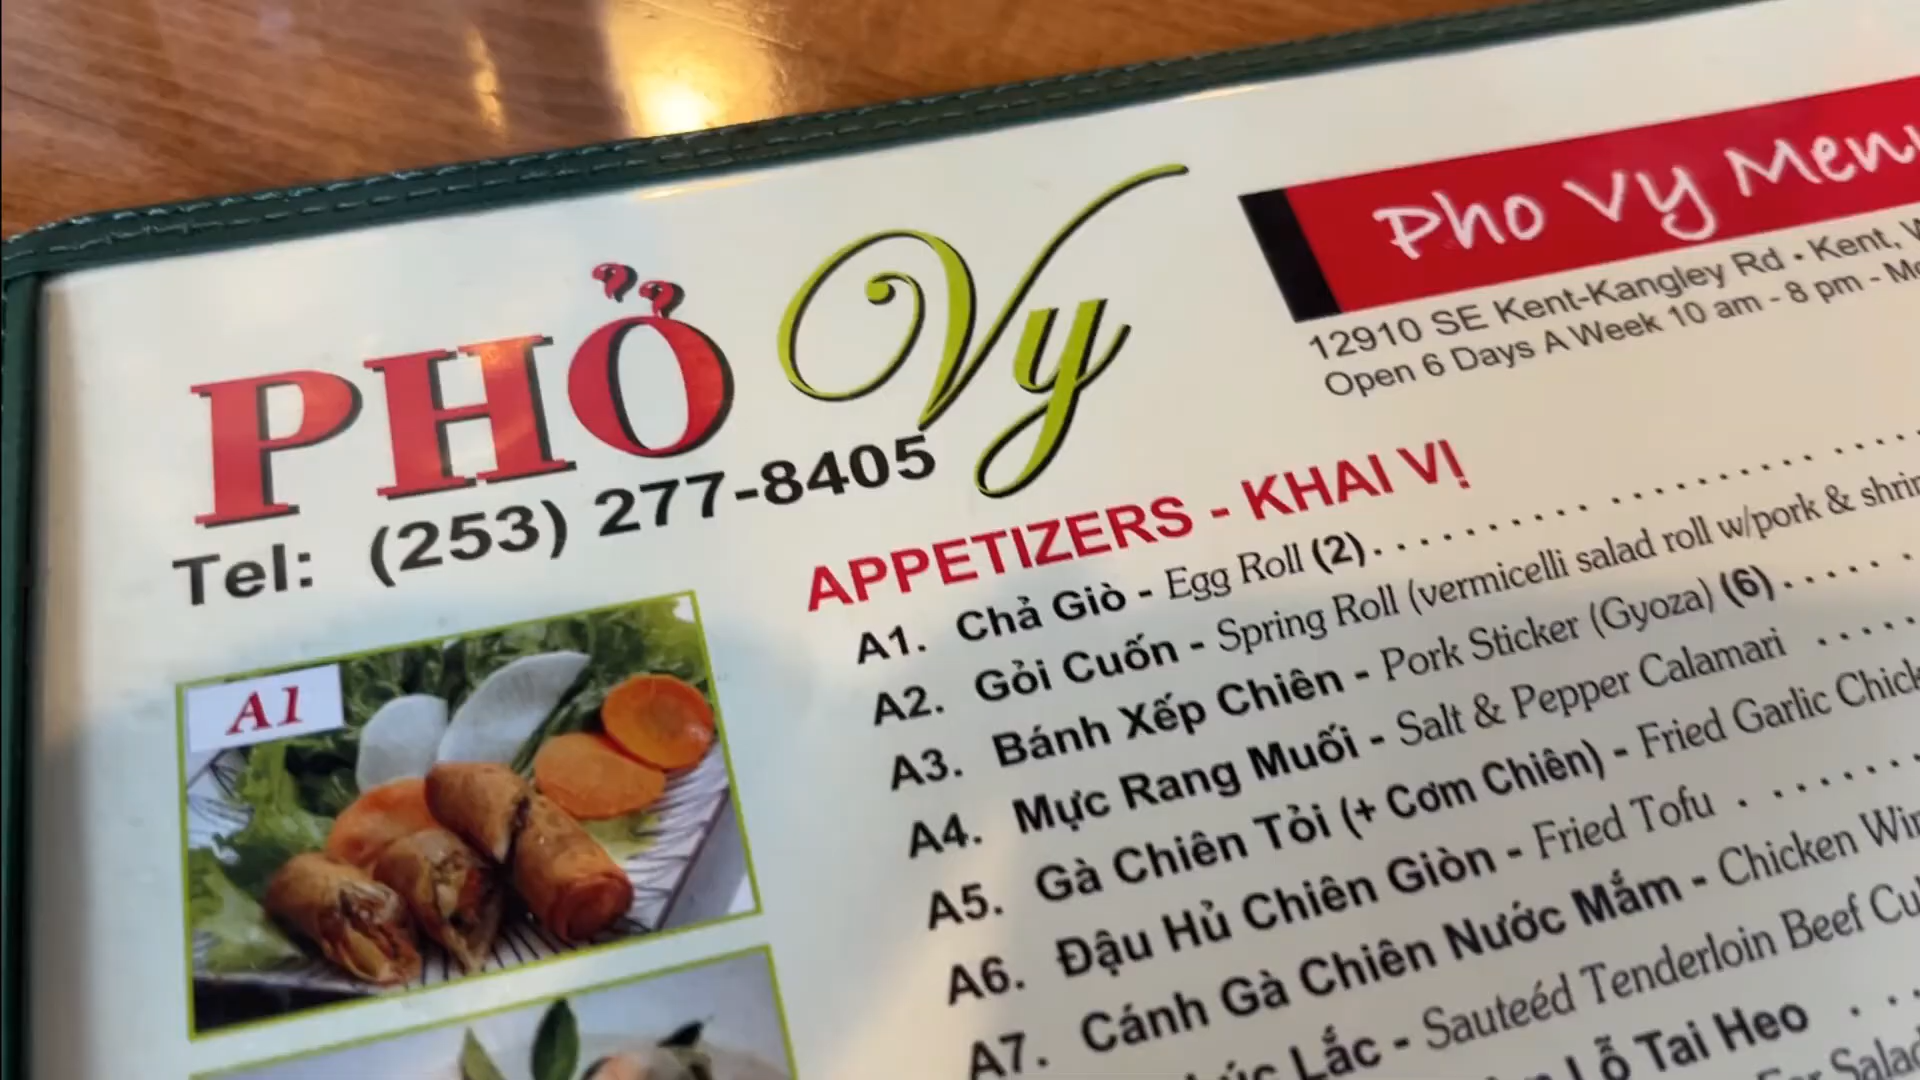 PHỞ Vy
Tel: (253) 277-8405
Pho Vy Menu
12910 SE Kent-Kangley Rd • Kent,
Open 6 Days A Week 10 am - 8 pm -
APPETIZERS - KHAI VỊ
A1. Chả Giò - Egg Roll (2)
A2. Gỏi Cuốn - Spring Roll (vermicelli salad roll w/pork &
A3. Bánh Xếp Chiên - Pork Sticker (Gyoza) (6)
A4. Mực Rang Muối - Salt & Pepper Calamari
A5. Gà Chiên Tỏi (+ Cơm Chiên) - Fried Garlic
A6. Đậu Hủ Chiên Giòn - Fried Tofu
A7. Cánh Gà Chiên Nước Mắm - Chicken
Lắc - Sauteéd Tenderloin Beef
Lỗ Tai Heo
A1